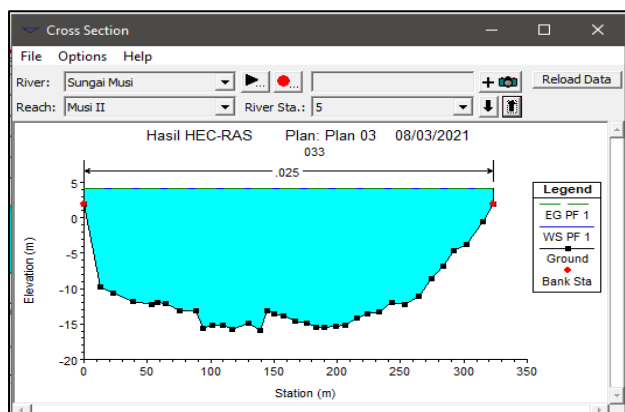 Cross Section
File Options Help
River: Sungai Musi ... ... + Reload Data
Reach: Musi II River Sta.: 5
Hasil HEC-RAS Plan: Plan 03 08/03/2021
033
.025
Legend
EG PF 1
WS PF 1
Ground
Bank Sta
Elevation (m)
5
0
-5
-10
-15
-20
0 50 100 150 200 250 300 350
Station (m)